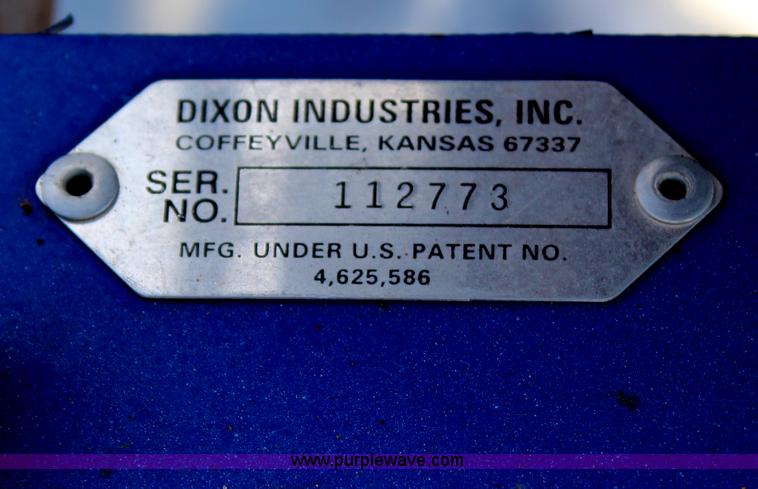 DIXON INDUSTRIES, INC.
COFFEYVILLE, KANSAS 67337
SER. NO. 112773
MFG. UNDER U.S. PATENT NO.
4,625,586
www.purplewave.com